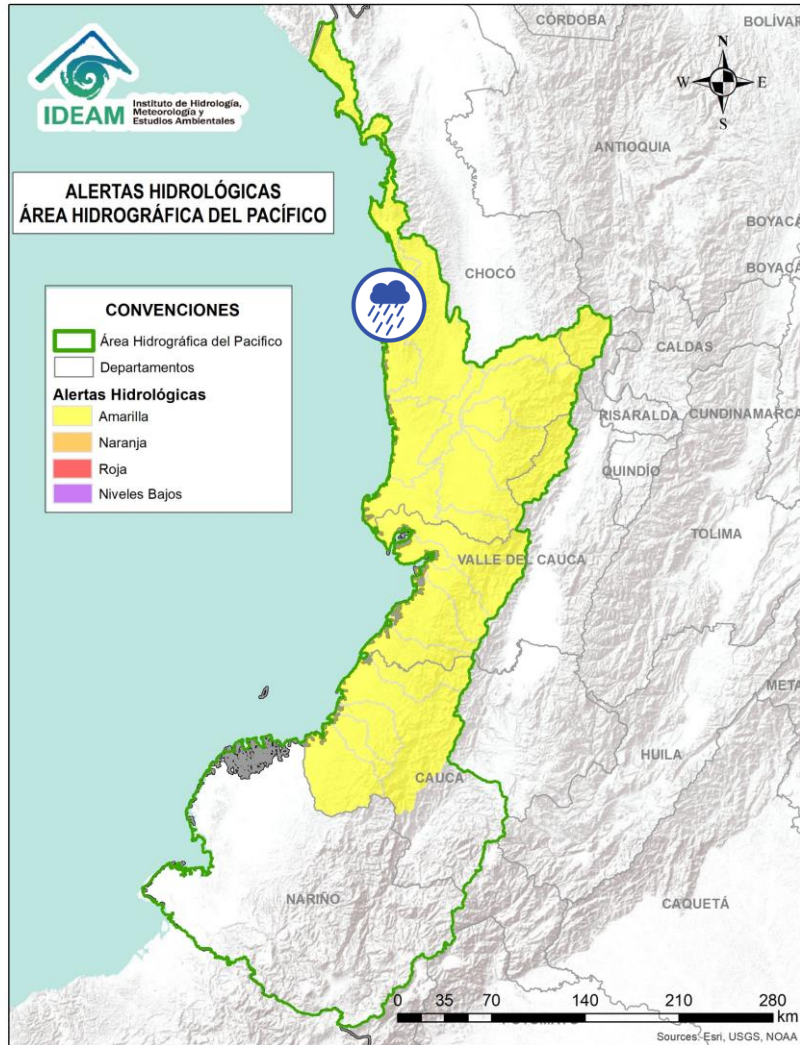 IDEAM
Instituto de Hidrología,
Meteorología y
Estudios Ambientales
ALERTAS HIDROLÓGICAS
ÁREA HIDROGRÁFICA DEL PACÍFICO
CONVENCIONES
Área Hidrográfica del Pacifico
Departamentos
Alertas Hidrológicas
Amarilla
Naranja
Roja
Niveles Bajos
N
W
E
S
CÓRDOBA
BOLÍVAR
ANTIOQUIA
BOYACÁ
CHOCÓ
BOYACÁ
CALDAS
RISARALDA
CUNDINAMARCA
QUINDÍO
TOLIMA
VALLE DEL CAUCA
META
HUILA
CAUCA
NARIÑO
CAQUETÁ
0 35 70 140 210 280
km
Sources: Esri, USGS, NOAA